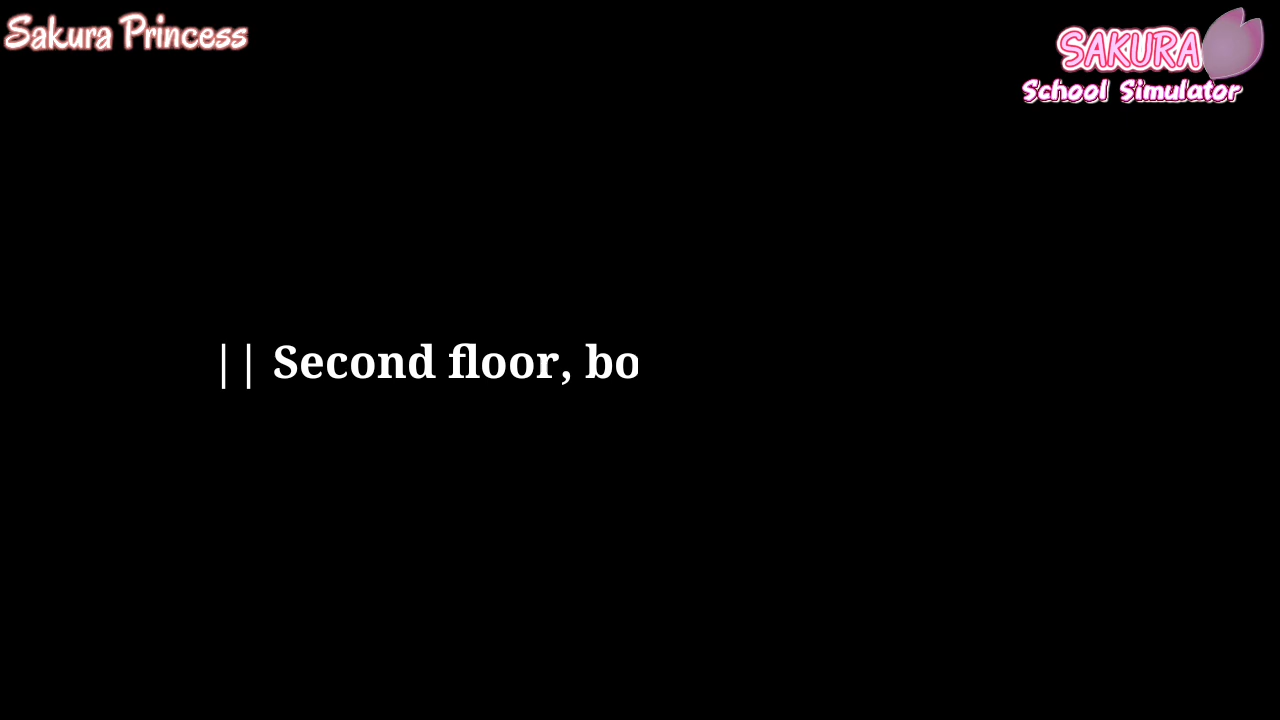 Sakura Princess
SAKURA
School Simulator
|| Second floor, bo